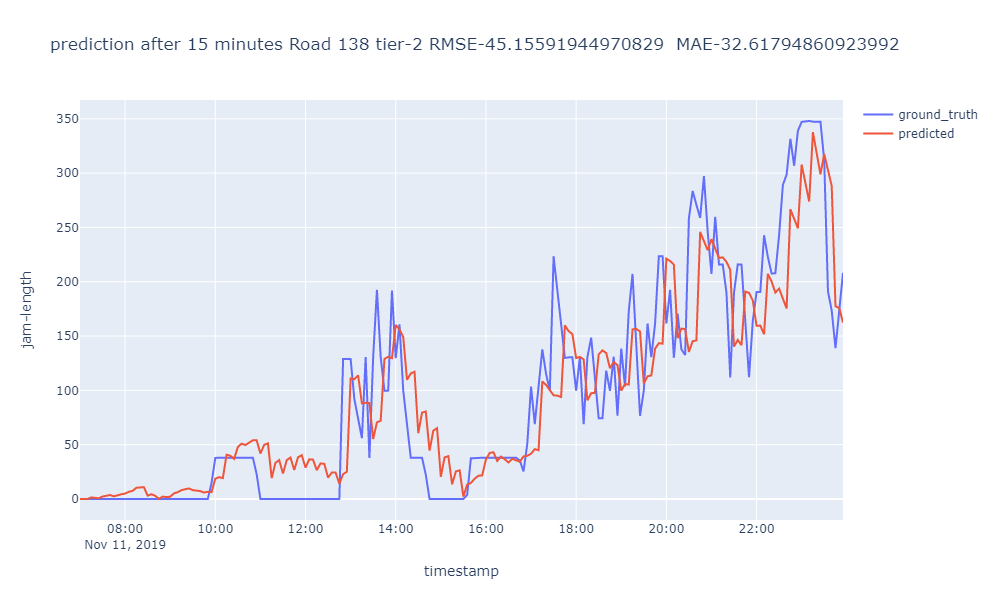 prediction after 15 minutes Road 138 tier-2 RMSE-45.15591944970829  MAE-32.61794860923992
ground_truth
predicted
350
300
250
200
150
100
50
0
jam-length
08:00 10:00 12:00 14:00 16:00 18:00 20:00 22:00
Nov 11, 2019
timestamp